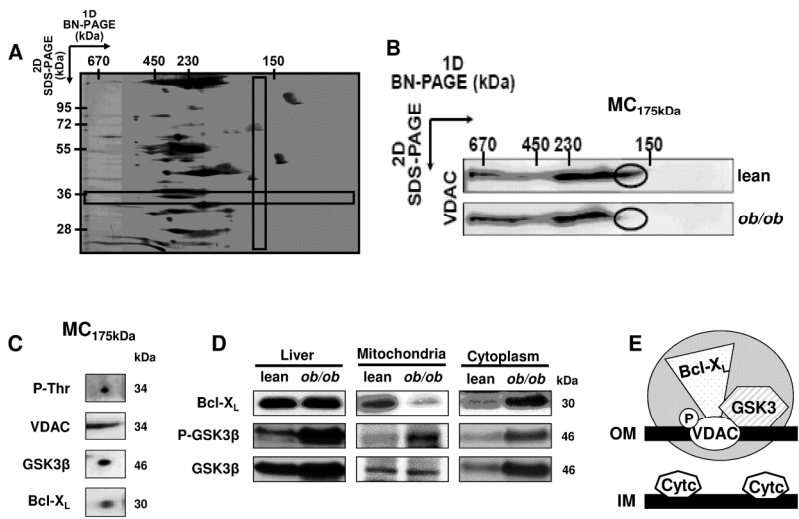 A
1D
BN-PAGE
(kDa)
2D
SDS-PAGE
(kDa)
670 450 230 150
95
72
55
36
28
B
1D
BN-PAGE (kDa)
2D
SDS-PAGE
MC175kDa
670 450 230 150
VDAC
lean
ob/ob
C
MC175kDa
kDa
P-Thr 34
VDAC 34
GSK3β 46
Bcl-XL 30
D
Liver Mitochondria Cytoplasm
lean ob/ob lean ob/ob lean ob/ob kDa
Bcl-XL 30
P-GSK3β 46
GSK3β 46
E
Bcl-XL
GSK3
P
OM VDAC
Cytc Cytc
IM